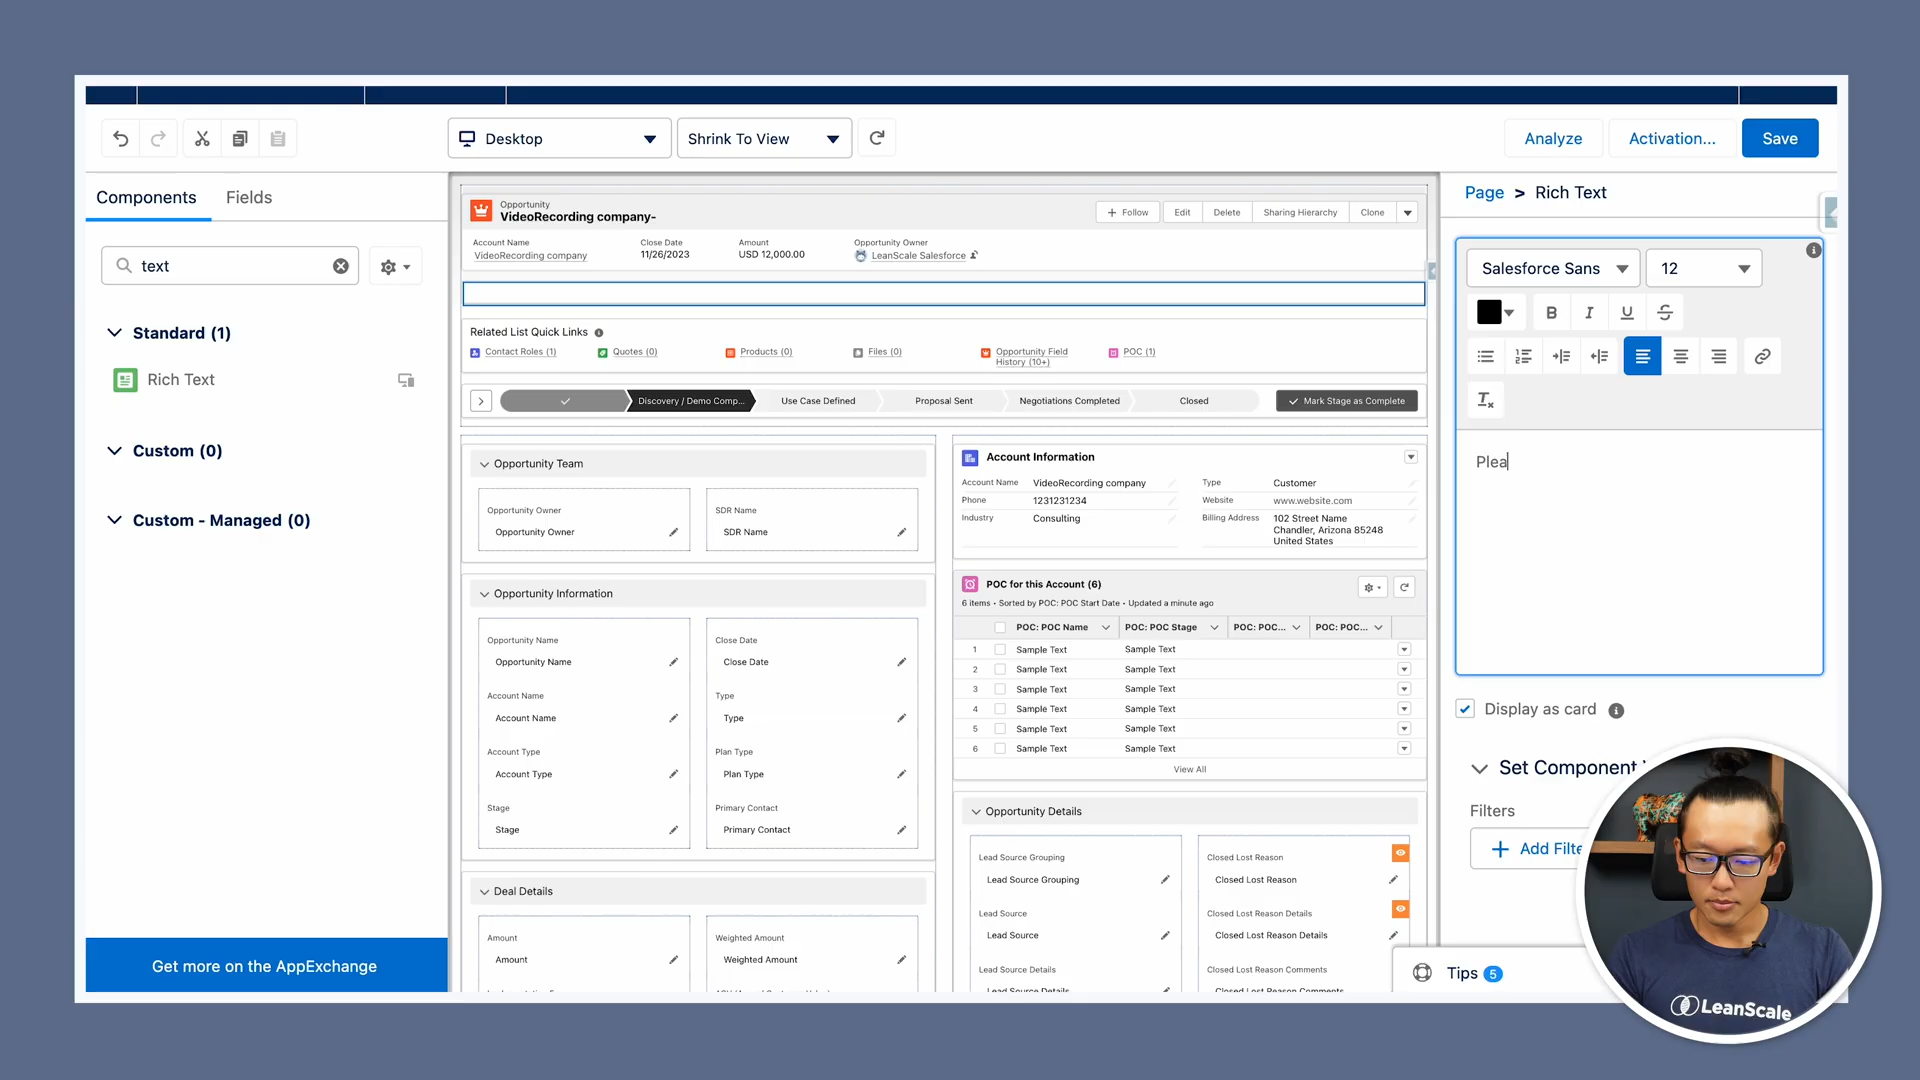 Desktop
Shrink To View
Analyze
Activation...
Save
Components
Fields
text
Standard (1)
Rich Text
Custom (0)
Custom - Managed (0)
Get more on the AppExchange
Opportunity
VideoRecording company-
Follow
Edit
Delete
Sharing Hierarchy
Clone
Account Name
Close Date
Amount
Opportunity Owner
VideoRecording company
11/26/2023
USD 12,000.00
LeanScale Salesforce
Related List Quick Links
Contact Roles (1)
Quotes (0)
Products (0)
Files (0)
Opportunity Field
History (10+)
POC (1)
Discovery / Demo Comp...
Use Case Defined
Proposal Sent
Negotiations Completed
Closed
Mark Stage as Complete
Opportunity Team
Opportunity Owner
Opportunity Owner
SDR Name
SDR Name
Opportunity Information
Opportunity Name
Opportunity Name
Close Date
Close Date
Account Name
Account Name
Type
Type
Account Type
Account Type
Plan Type
Plan Type
Stage
Stage
Primary Contact
Primary Contact
Deal Details
Amount
Amount
Weighted Amount
Weighted Amount
Account Information
Account Name
VideoRecording company
Type
Customer
Phone
1231231234
Website
www.website.com
Industry
Consulting
Billing Address
102 Street Name
Chandler, Arizona 85248
United States
POC for this Account (6)
6 items • Sorted by POC: POC Start Date • Updated a minute ago
POC: POC Name
POC: POC Stage
POC: POC...
POC: POC...
1 Sample Text Sample Text
2 Sample Text Sample Text
3 Sample Text Sample Text
4 Sample Text Sample Text
5 Sample Text Sample Text
6 Sample Text Sample Text
View All
Opportunity Details
Lead Source Grouping
Lead Source Grouping
Closed Lost Reason
Closed Lost Reason
Lead Source
Lead Source
Closed Lost Reason Details
Closed Lost Reason Details
Lead Source Details
Lead Source Details
Closed Lost Reason Comments
Closed Lost Reason Comments
Page > Rich Text
Salesforce Sans
12
B I U S
Plea
Display as card
Set Component
Filters
Add Filte
Tips 5
LeanScale